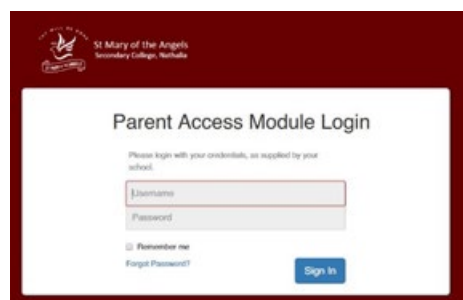 St Mary of the Angels
Secondary College, Nathalia
Parent Access Module Login
Please login with your credentials, as supplied by your
school.
Username
Password
Remember me
Forgot Password?
Sign In